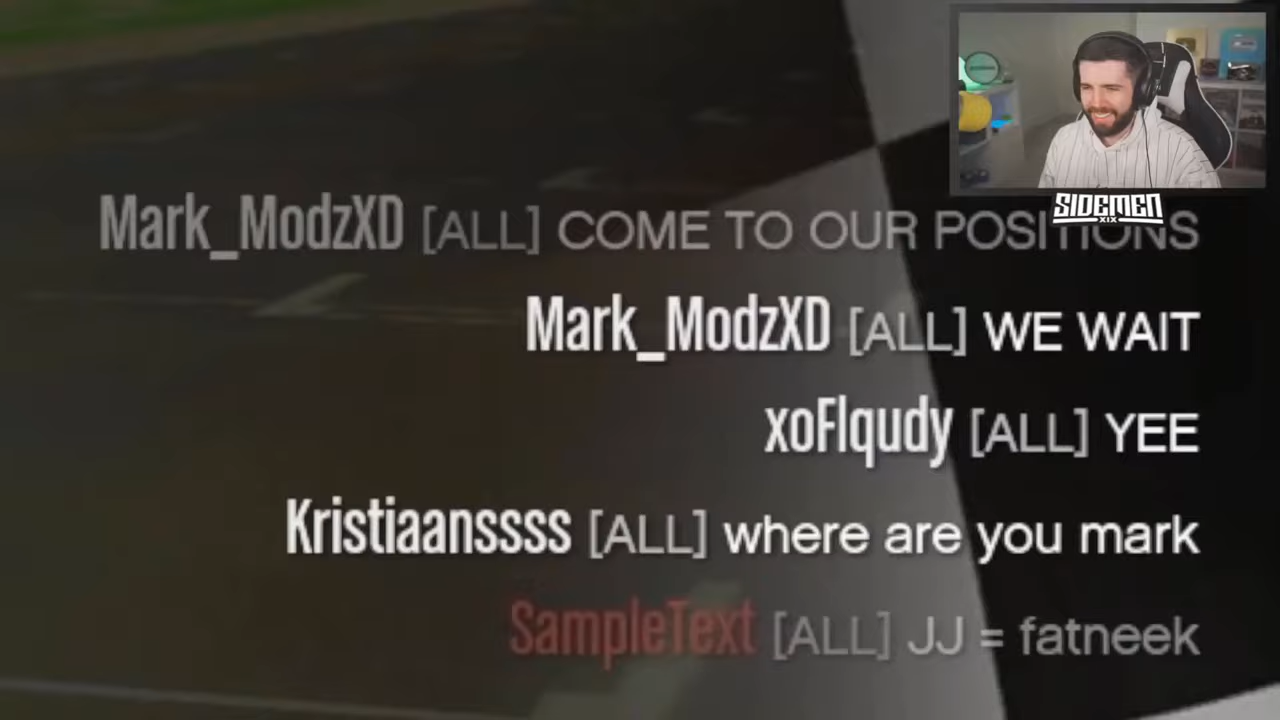 Mark_ModzXD [ALL] COME TO OUR POSITIONS
SIDEMEN
XIX
Mark_ModzXD [ALL] WE WAIT
xoFlqudy [ALL] YEE
Kristiaanssss [ALL] where are you mark
SampleText [ALL] JJ = fatneek